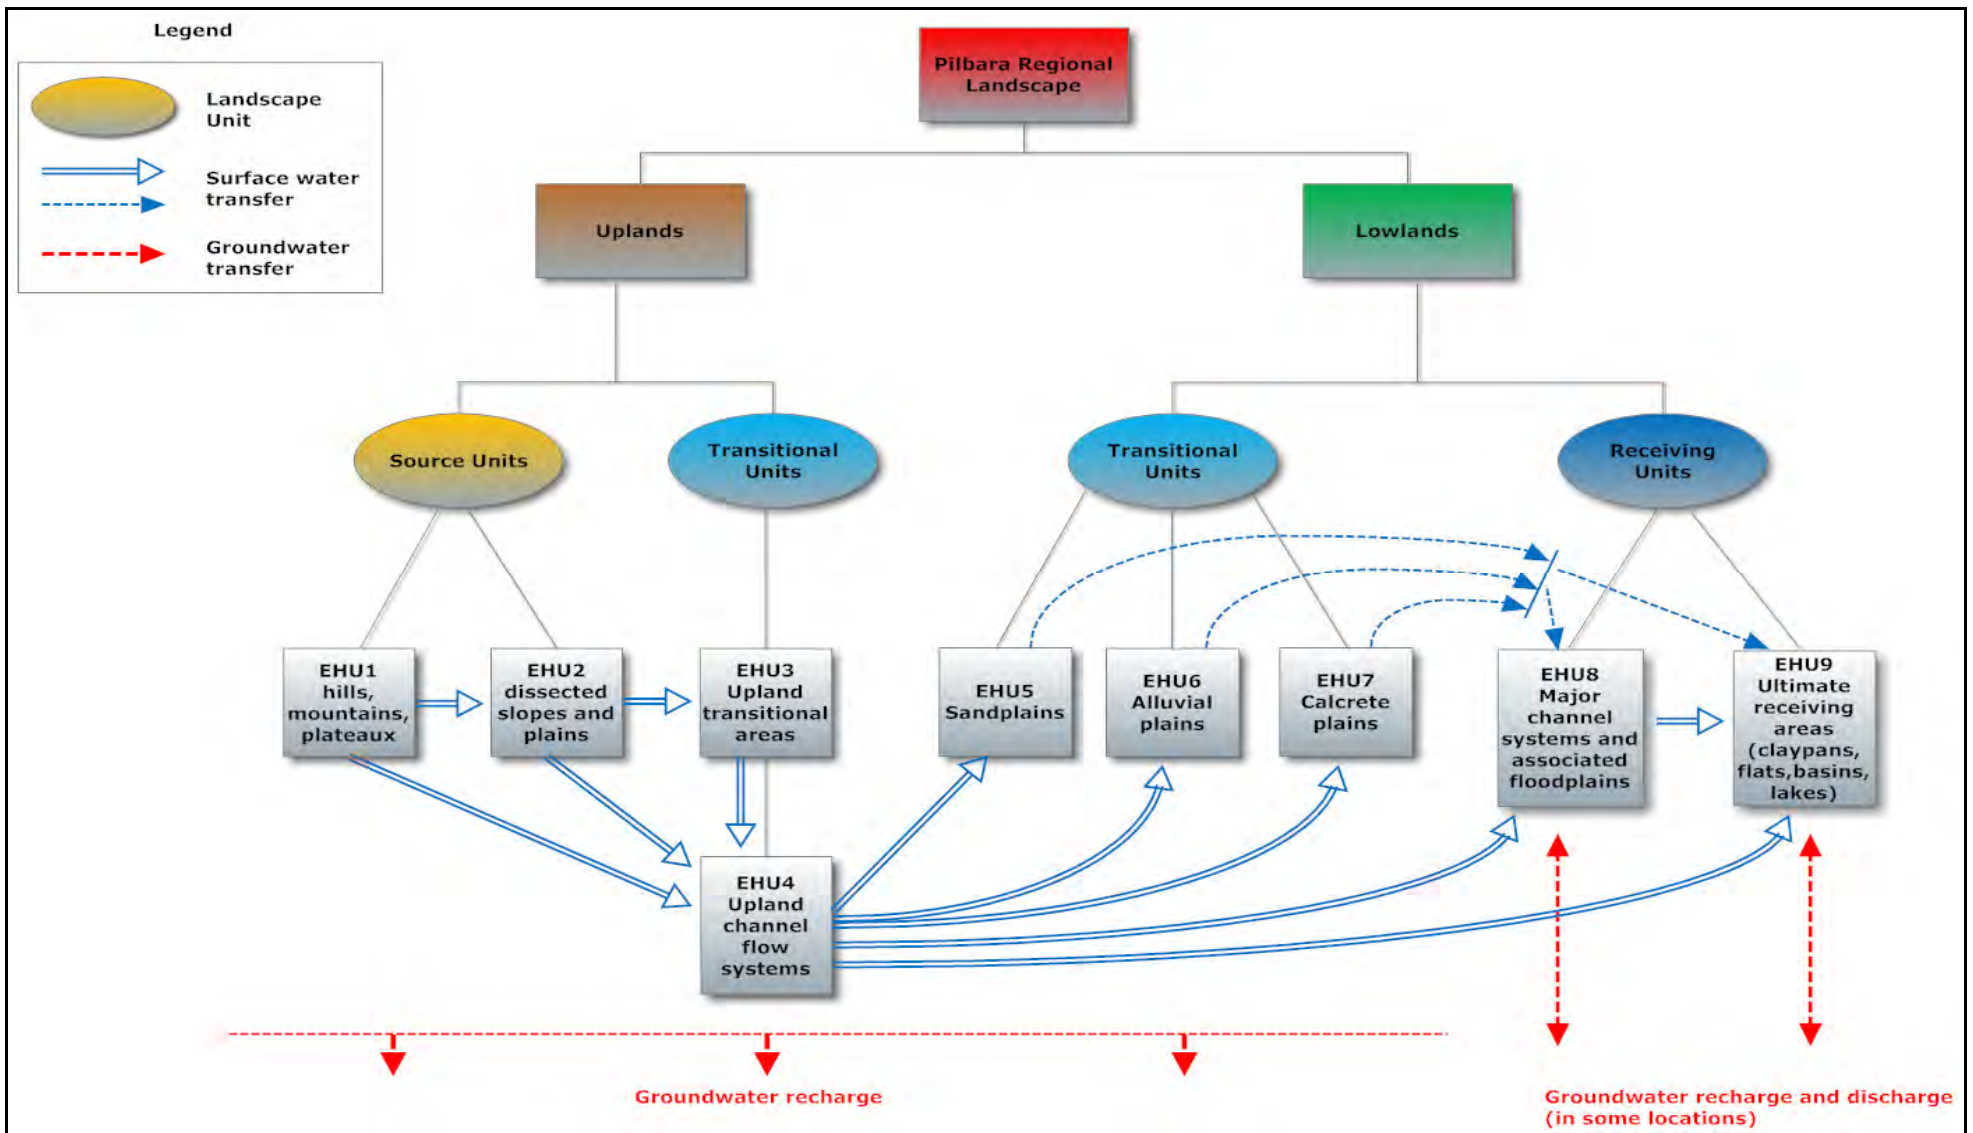 Legend
Landscape
Unit
Surface water
transfer
Groundwater
transfer
Pilbara Regional
Landscape
Uplands
Lowlands
Source Units
Transitional
Units
Transitional
Units
Receiving
Units
EHU1
hills,
mountains,
plateaux
EHU2
dissected
slopes and
plains
EHU3
Upland
transitional
areas
EHU4
Upland
channel
flow
systems
EHU5
Sandplains
EHU6
Alluvial
plains
EHU7
Calcrete
plains
EHU8
Major
channel
systems and
associated
floodplains
EHU9
Ultimate
receiving
areas
(claypans,
flats,basins,
lakes)
Groundwater recharge
Groundwater recharge and discharge
(in some locations)